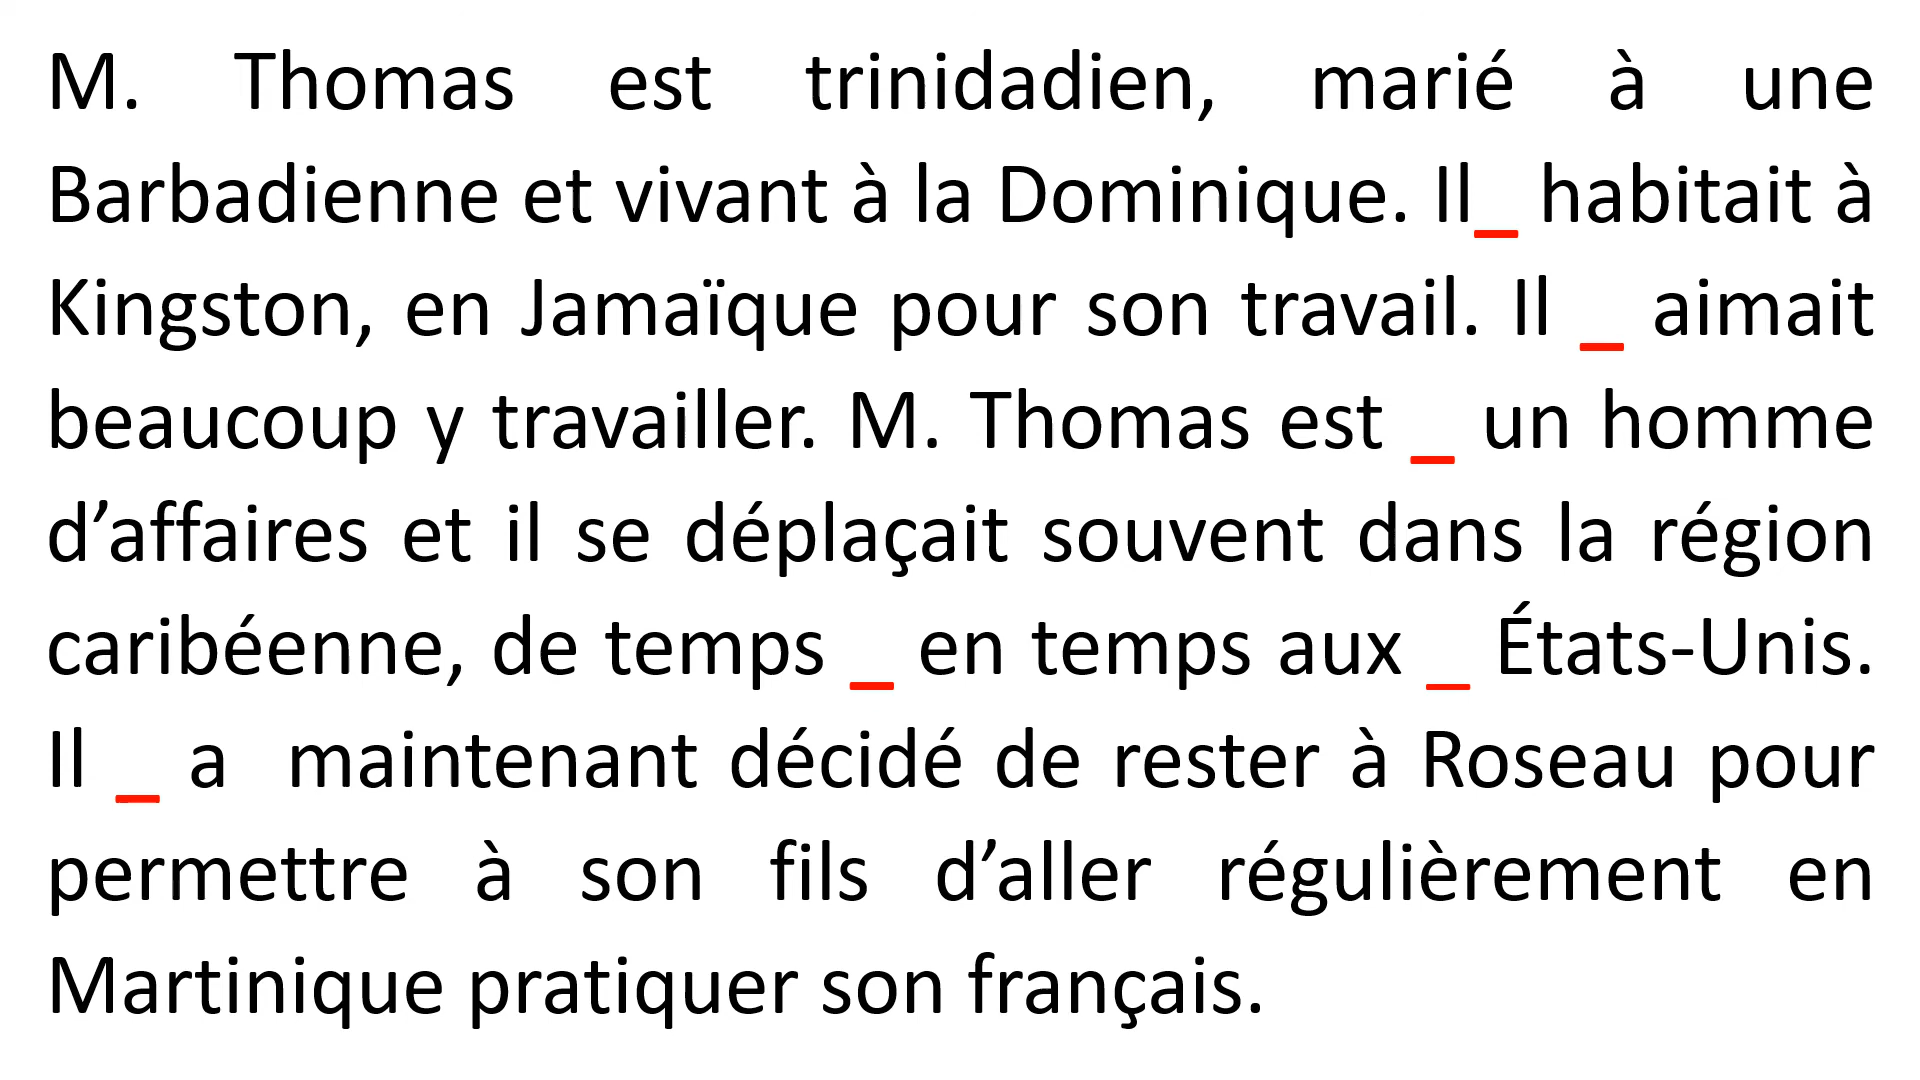 M. Thomas est trinidadien, marié à une
Barbadienne et vivant à la Dominique. Il_ habitait à
Kingston, en Jamaïque pour son travail. Il _ aimait
beaucoup y travailler. M. Thomas est _ un homme
d’affaires et il se déplaçait souvent dans la région
caribéenne, de temps _ en temps aux _ États-Unis.
Il _ a maintenant décidé de rester à Roseau pour
permettre à son fils d’aller régulièrement en
Martinique pratiquer son français.